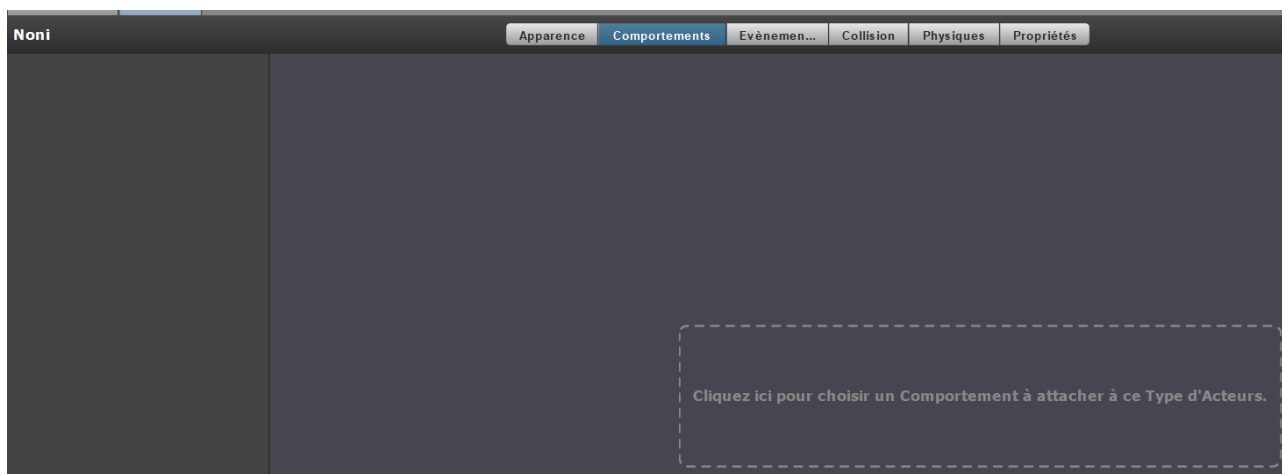 Noni
Apparence Comportements Evènemen... Collision Physiques Propriétés
Cliquez ici pour choisir un Comportement à attacher à ce Type d'Acteurs.